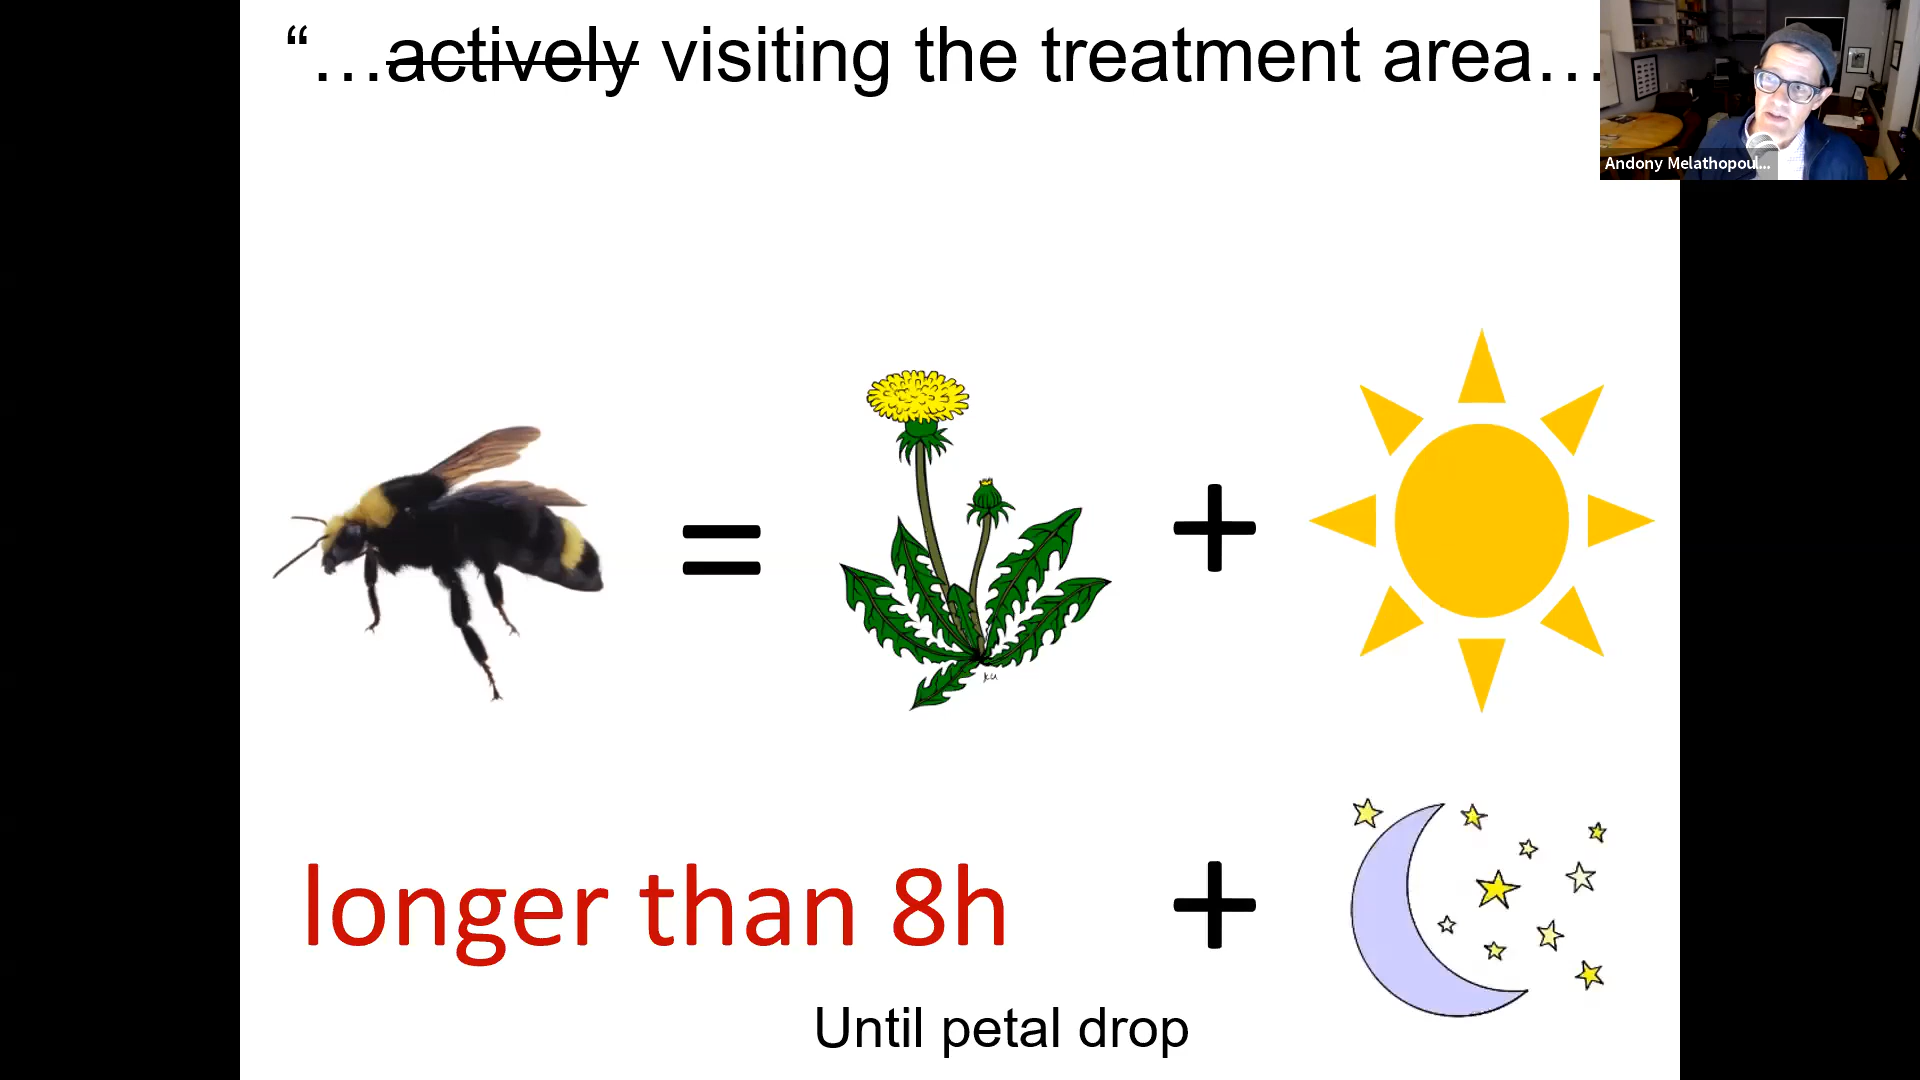 “…actively visiting the treatment area…
Andony Melathopoul...
=
+
longer than 8h
+
Until petal drop